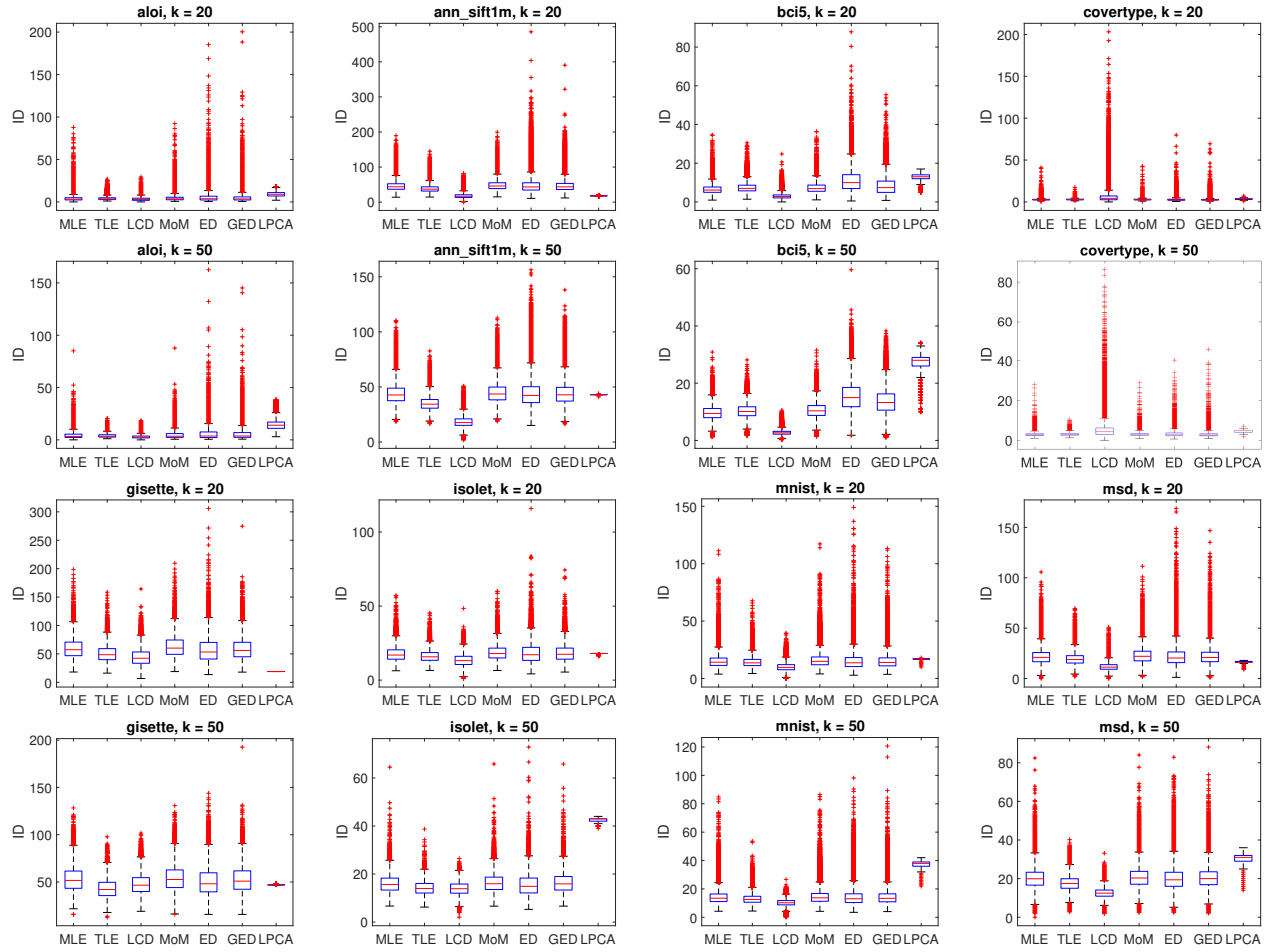 aloi, k = 20
ID
200
150
100
50
0
MLE TLE LCD MoM ED GED LPCA
ann_sift1m, k = 20
ID
500
400
300
200
100
0
MLE TLE LCD MoM ED GED LPCA
bci5, k = 20
ID
80
60
40
20
0
MLE TLE LCD MoM ED GED LPCA
covertype, k = 20
ID
200
150
100
50
0
MLE TLE LCD MoM ED GED LPCA
aloi, k = 50
ID
150
100
50
0
MLE TLE LCD MoM ED GED LPCA
ann_sift1m, k = 50
ID
150
100
50
0
MLE TLE LCD MoM ED GED LPCA
bci5, k = 50
ID
60
40
20
0
MLE TLE LCD MoM ED GED LPCA
covertype, k = 50
ID
80
60
40
20
0
MLE TLE LCD MoM ED GED LPCA
gisette, k = 20
ID
300
250
200
150
100
50
0
MLE TLE LCD MoM ED GED LPCA
isolet, k = 20
ID
100
50
0
MLE TLE LCD MoM ED GED LPCA
mnist, k = 20
ID
150
100
50
0
MLE TLE LCD MoM ED GED LPCA
msd, k = 20
ID
150
100
50
0
MLE TLE LCD MoM ED GED LPCA
gisette, k = 50
ID
200
150
100
50
MLE TLE LCD MoM ED GED LPCA
isolet, k = 50
ID
60
40
20
0
MLE TLE LCD MoM ED GED LPCA
mnist, k = 50
ID
120
100
80
60
40
20
0
MLE TLE LCD MoM ED GED LPCA
msd, k = 50
ID
80
60
40
20
0
MLE TLE LCD MoM ED GED LPCA